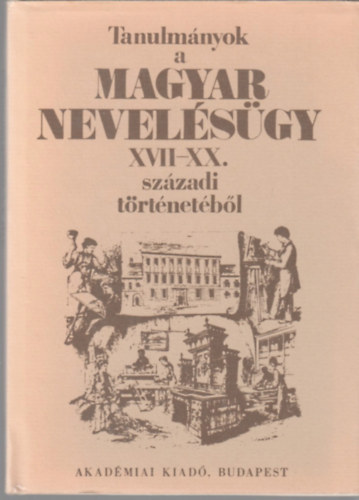 Tanulmányok
a
MAGYAR
NEVELÉSÜGY
XVII–XX.
századi
történetéből
AKADÉMIAI KIADÓ, BUDAPEST